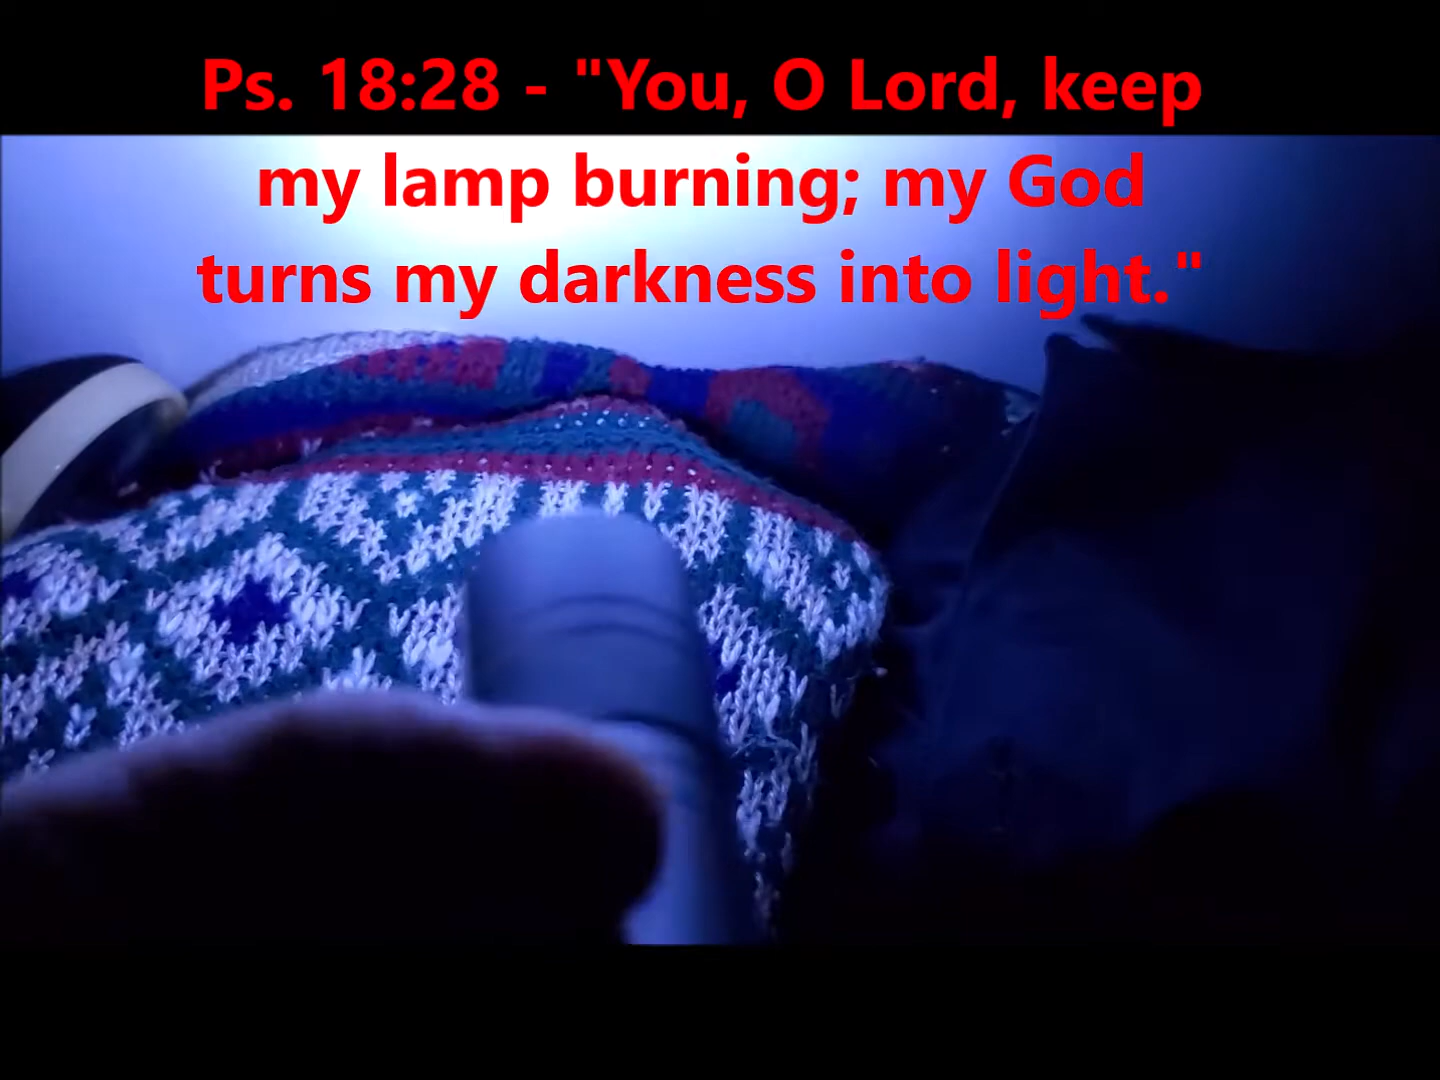 Ps. 18:28 - "You, O Lord, keep
my lamp burning; my God
turns my darkness into light."